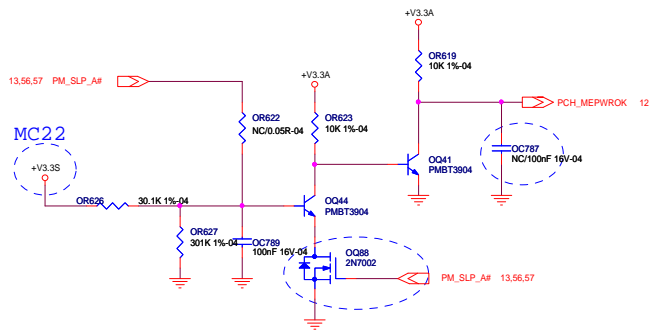 +V3.3A
OR619
10K 1%-04
13,56,57 PM_SLP_A#
+V3.3A
PCH_MEPWROK 12
OR622
NC/0.05R-04
OR623
10K 1%-04
MC22
OC787
NC/100nF 16V-04
OQ41
PMBT3904
+V3.3S
OR626 30.1K 1%-04
OQ44
PMBT3904
OR627
301K 1%-04
OC789
100nF 16V-04
OQ88
2N7002
PM_SLP_A# 13,56,57